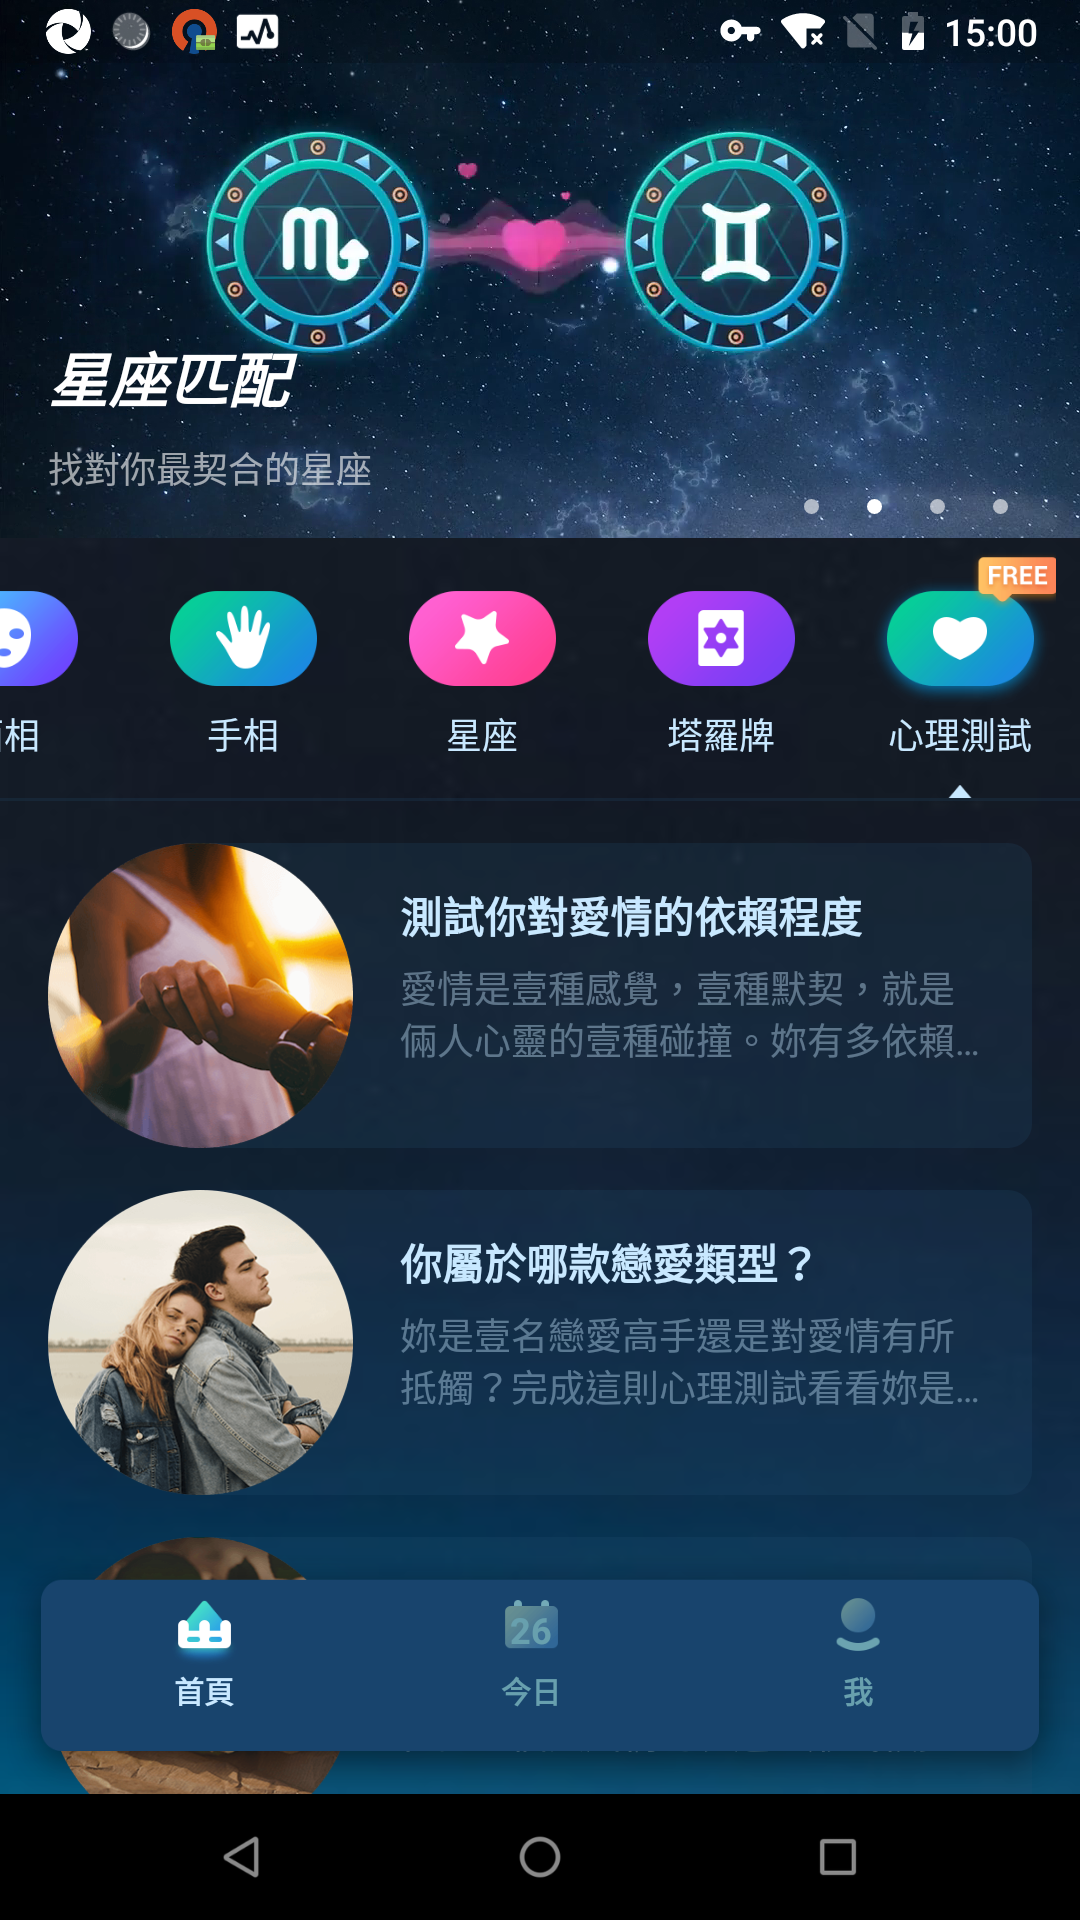 15:00
星座匹配
找對你最契合的星座
FREE
相
手相
星座
塔羅牌
心理測試
測試你對愛情的依賴程度
愛情是壹種感覺，壹種默契，就是
倆人心靈的壹種碰撞。妳有多依賴...
你屬於哪款戀愛類型？
妳是壹名戀愛高手還是對愛情有所
抵觸？完成這則心理測試看看妳是...
26
首頁
今日
我